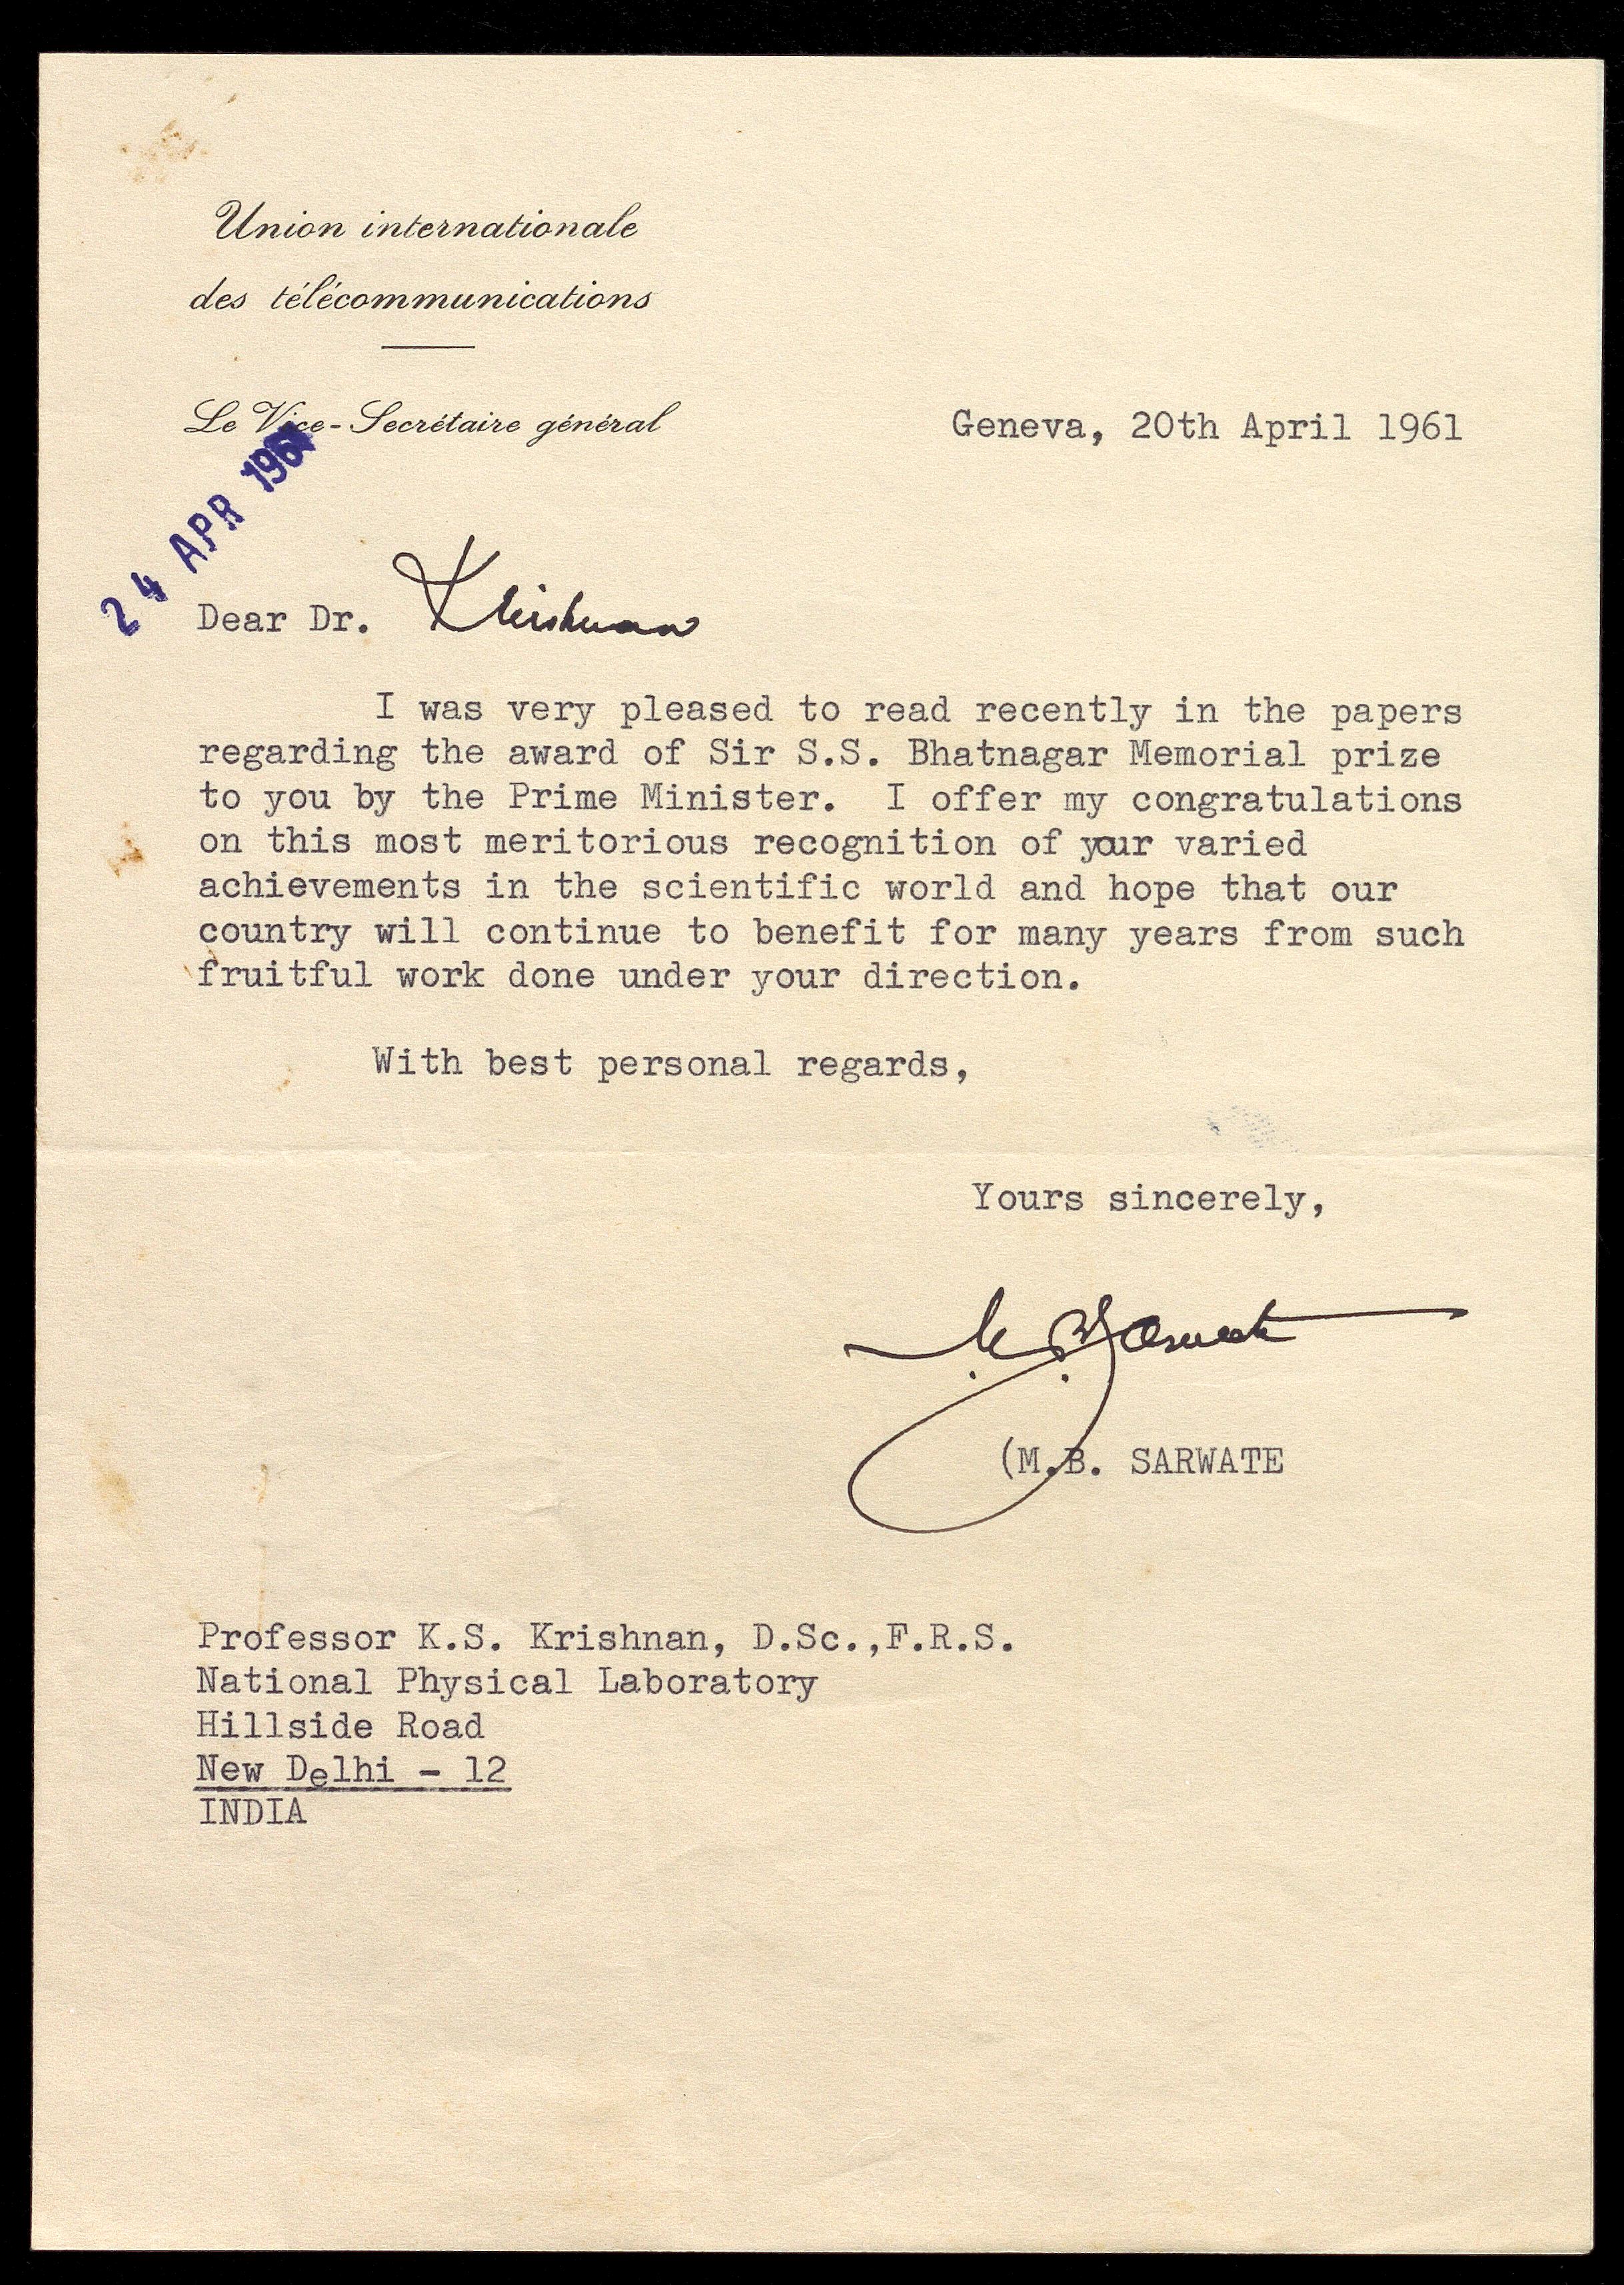 Union internationale
des télécommunications
Le Vice-Secrétaire général
Geneva, 20th April 1961
24 APR 1961
Dear Dr. Krishnan
I was very pleased to read recently in the papers
regarding the award of Sir S.S. Bhatnagar Memorial prize
to you by the Prime Minister. I offer my congratulations
on this most meritorious recognition of your varied
achievements in the scientific world and hope that our
country will continue to benefit for many years from such
fruitful work done under your direction.
With best personal regards,
Yours sincerely,
M. B. Sarwate
(M.B. SARWATE
Professor K.S. Krishnan, D.Sc.,F.R.S.
National Physical Laboratory
Hillside Road
New Delhi - 12
INDIA